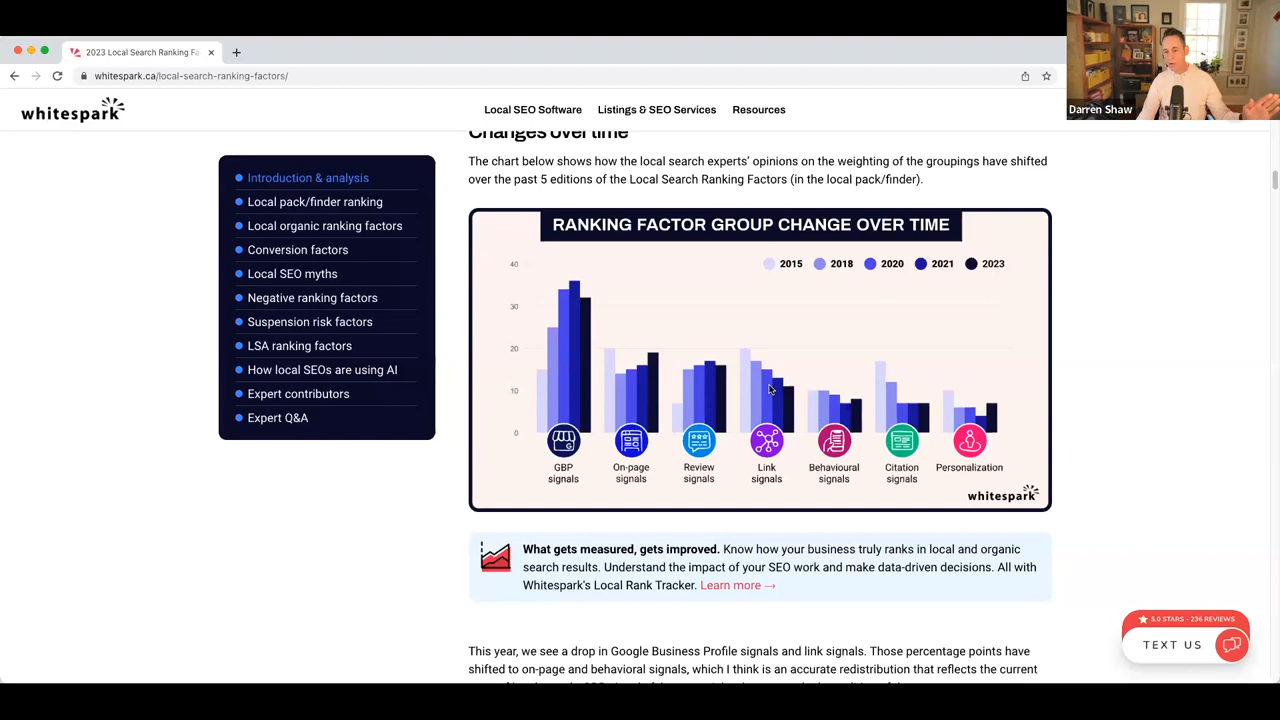 2023 Local Search Ranking Fa
whitespark.ca/local-search-ranking-factors/
Darren Shaw
whitespark
Local SEO Software
Listings & SEO Services
Resources
Changes over time
The chart below shows how the local search experts' opinions on the weighting of the groupings have shifted
over the past 5 editions of the Local Search Ranking Factors (in the local pack/finder).
Introduction & analysis
Local pack/finder ranking
Local organic ranking factors
Conversion factors
Local SEO myths
Negative ranking factors
Suspension risk factors
LSA ranking factors
How local SEOs are using AI
Expert contributors
Expert Q&A
RANKING FACTOR GROUP CHANGE OVER TIME
2015 2018 2020 2021 2023
40
30
20
10
0
GBP
signals
On-page
signals
Review
signals
Link
signals
Behavioural
signals
Citation
signals
Personalization
whitespark
What gets measured, gets improved. Know how your business truly ranks in local and organic
search results. Understand the impact of your SEO work and make data-driven decisions. All with
Whitespark's Local Rank Tracker. Learn more →
5.0 STARS - 236 REVIEWS
TEXT US
This year, we see a drop in Google Business Profile signals and link signals. Those percentage points have
shifted to on-page and behavioral signals, which I think is an accurate redistribution that reflects the current